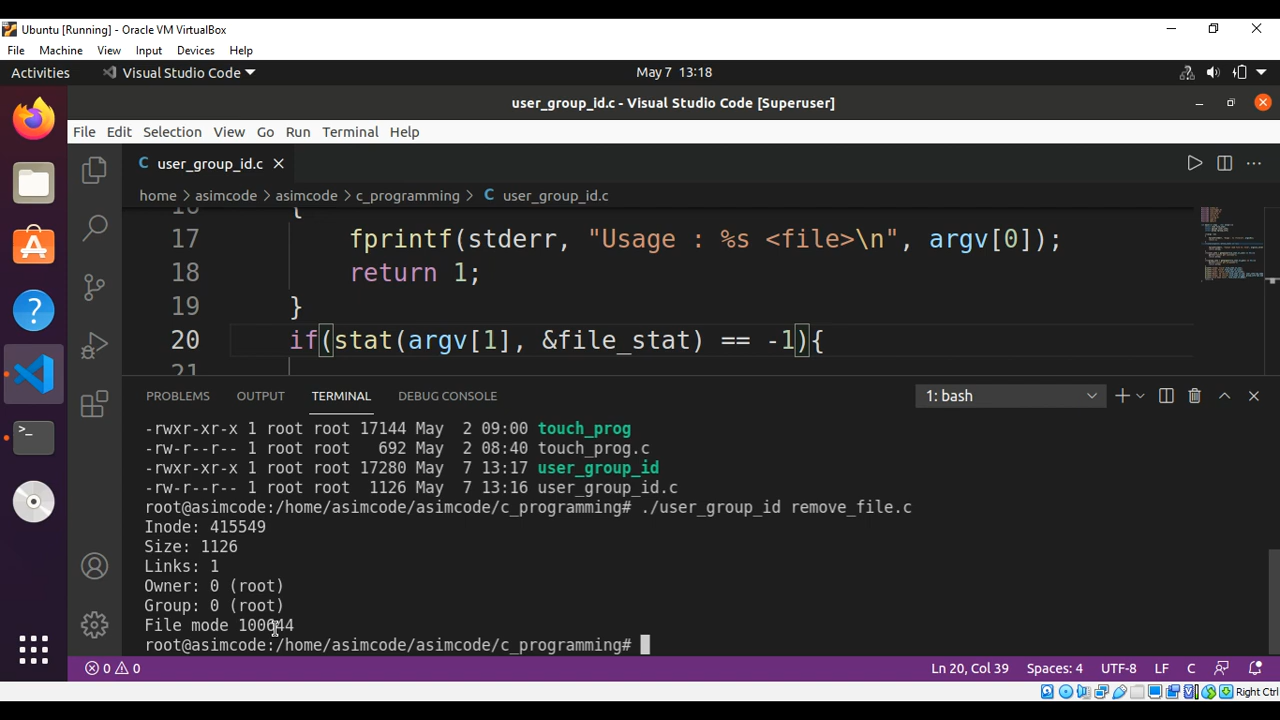 Ubuntu [Running] - Oracle VM VirtualBox
File Machine View Input Devices Help
Activities Visual Studio Code May 7 13:18
user_group_id.c - Visual Studio Code [Superuser]
File Edit Selection View Go Run Terminal Help
C user_group_id.c
home > asimcode > asimcode > c_programming > C user_group_id.c
16 {
17 fprintf(stderr, "Usage : %s <file>\n", argv[0]);
18 return 1;
19 }
20 if(stat(argv[1], &file_stat) == -1){
21
PROBLEMS OUTPUT TERMINAL DEBUG CONSOLE 1: bash
-rwxr-xr-x 1 root root 17144 May 2 09:00 touch_prog
-rw-r--r-- 1 root root 692 May 2 08:40 touch_prog.c
-rwxr-xr-x 1 root root 17280 May 7 13:17 user_group_id
-rw-r--r-- 1 root root 1126 May 7 13:16 user_group_id.c
root@asimcode:/home/asimcode/asimcode/c_programming# ./user_group_id remove_file.c
Inode: 415549
Size: 1126
Links: 1
Owner: 0 (root)
Group: 0 (root)
File mode 100644
root@asimcode:/home/asimcode/asimcode/c_programming#
0 0 Ln 20, Col 39 Spaces: 4 UTF-8 LF C
Right Ctrl